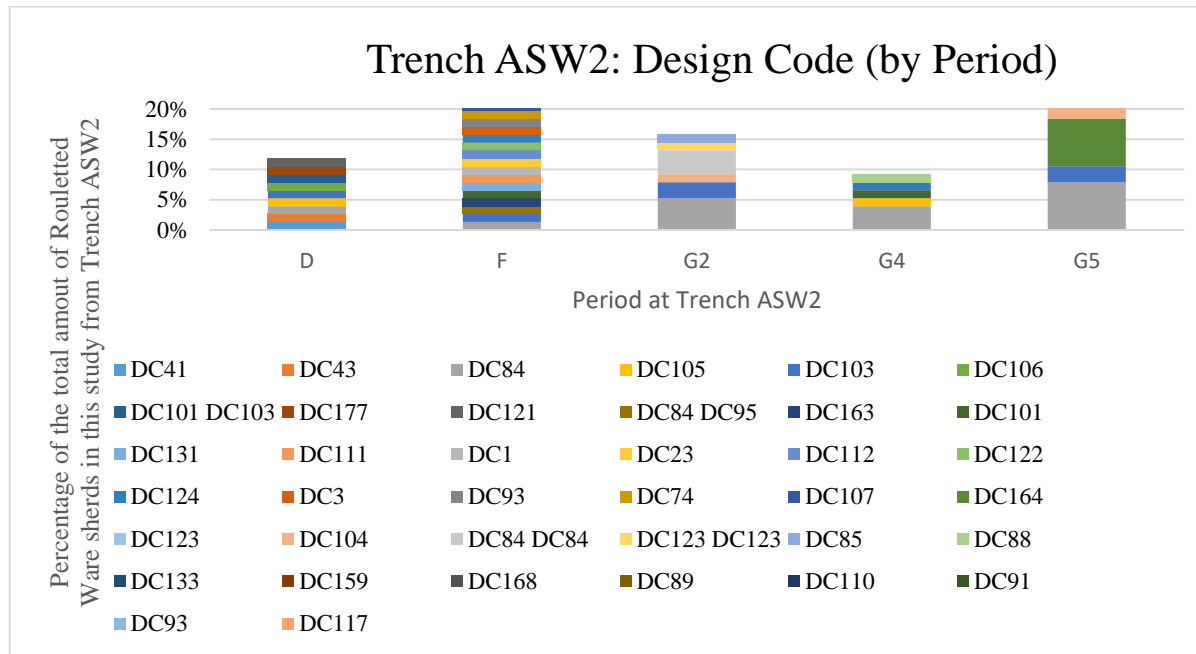 Trench ASW2: Design Code (by Period)
Percentage of the total amout of Rouletted
Ware sherds in this study from Trench ASW2
20%
15%
10%
5%
0%
D F G2 G4 G5
Period at Trench ASW2
DC41 DC43 DC84 DC105 DC103 DC106
DC101 DC103 DC177 DC121 DC84 DC95 DC163 DC101
DC131 DC111 DC1 DC23 DC112 DC122
DC124 DC3 DC93 DC74 DC107 DC164
DC123 DC104 DC84 DC84 DC123 DC123 DC85 DC88
DC133 DC159 DC168 DC89 DC110 DC91
DC93 DC117